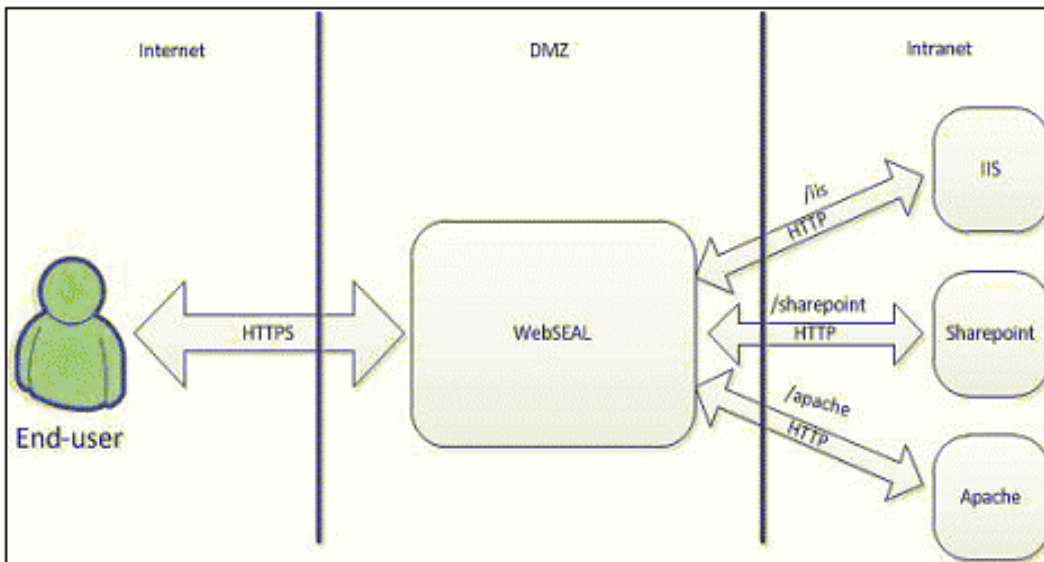 Internet
DMZ
Intranet
IIS
/iis
HTTP
/sharepoint
HTTP
Sharepoint
HTTPS
WebSEAL
/apache
HTTP
End-user
Apache